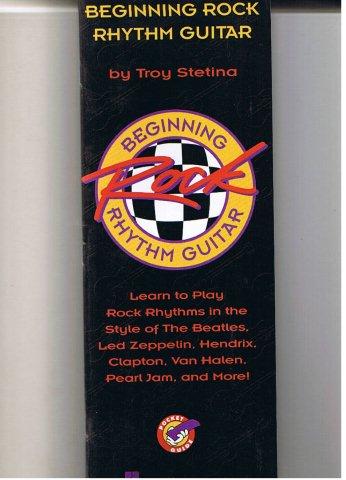 BEGINNING ROCK
RHYTHM GUITAR
by Troy Stetina
BEGINNING
Rock
RHYTHM GUITAR
Learn to Play
Rock Rhythms in the
Style of The Beatles,
Led Zeppelin, Hendrix,
Clapton, Van Halen,
Pearl Jam, and More!
POCKET
GUIDE